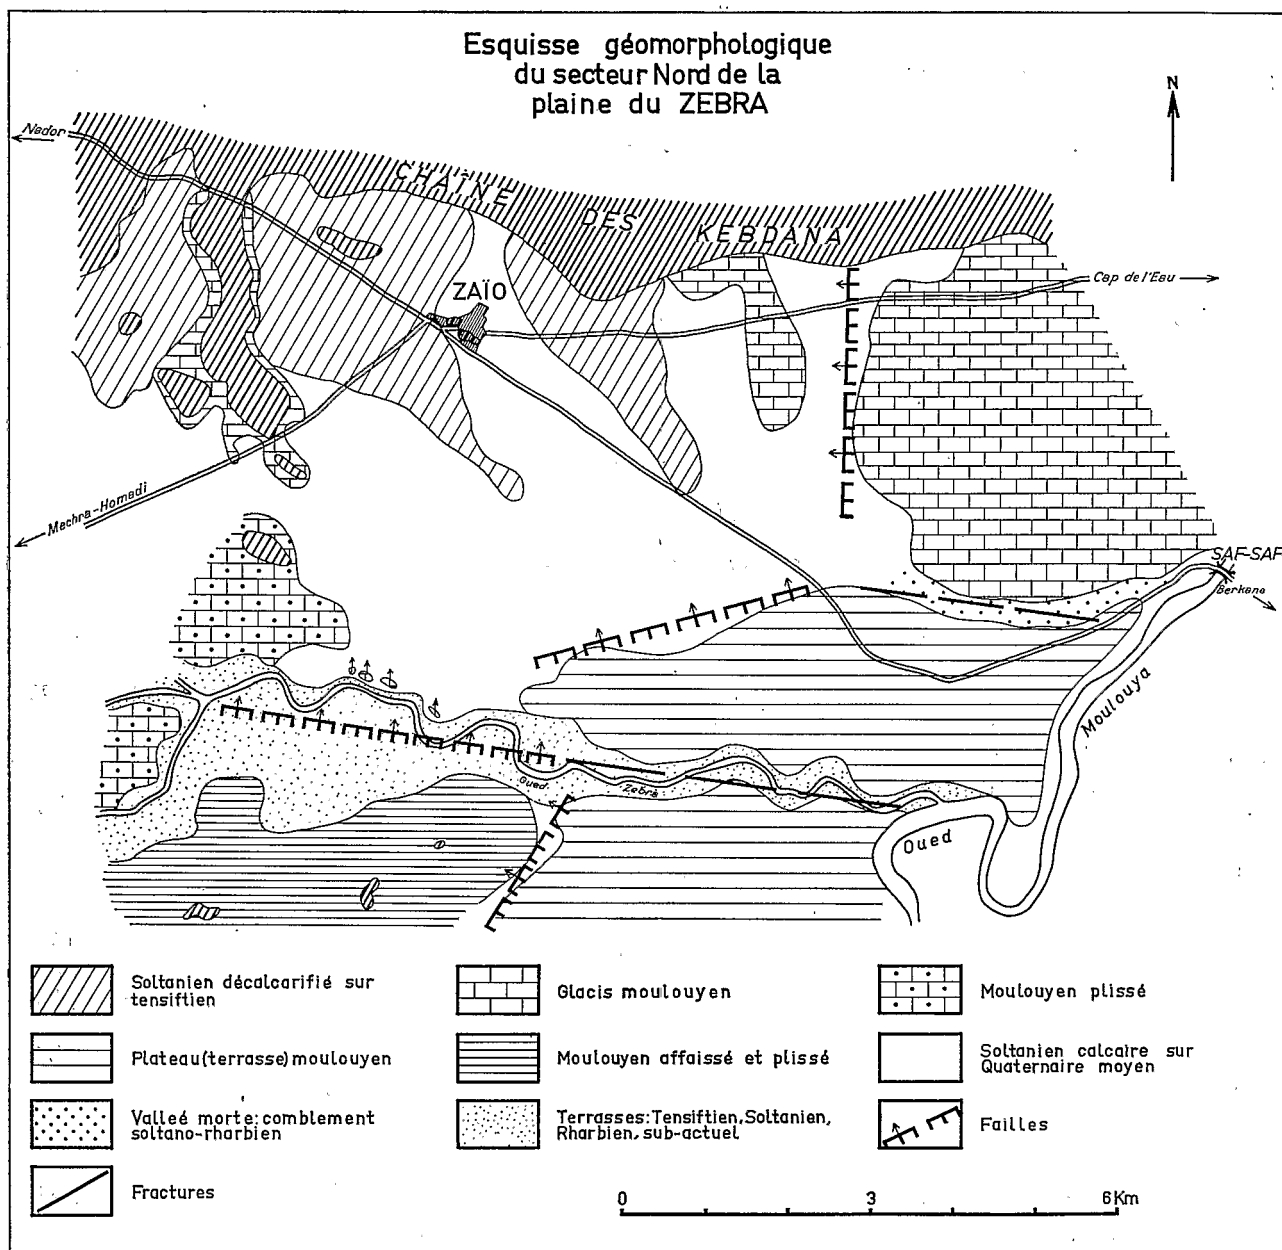 Esquisse géomorphologique
du secteur Nord de la
plaine du ZEBRA
N
Nador
CHAÎNE DES KEBDANA
Cap de l'Eau
ZAÏO
Mechra-Homadi
SAF-SAF
Berkane
Moulouya
Oued Zebra
Oued
Soltanien décalcarifié sur
tensiftien
Glacis moulouyen
Moulouyen plissé
Plateau (terrasse) moulouyen
Moulouyen affaissé et plissé
Soltanien calcaire sur
Quaternaire moyen
Valleé morte: comblement
soltano-rharbien
Terrasses: Tensiftien, Soltanien,
Rharbien, sub-actuel
Failles
Fractures
0 3 6 Km